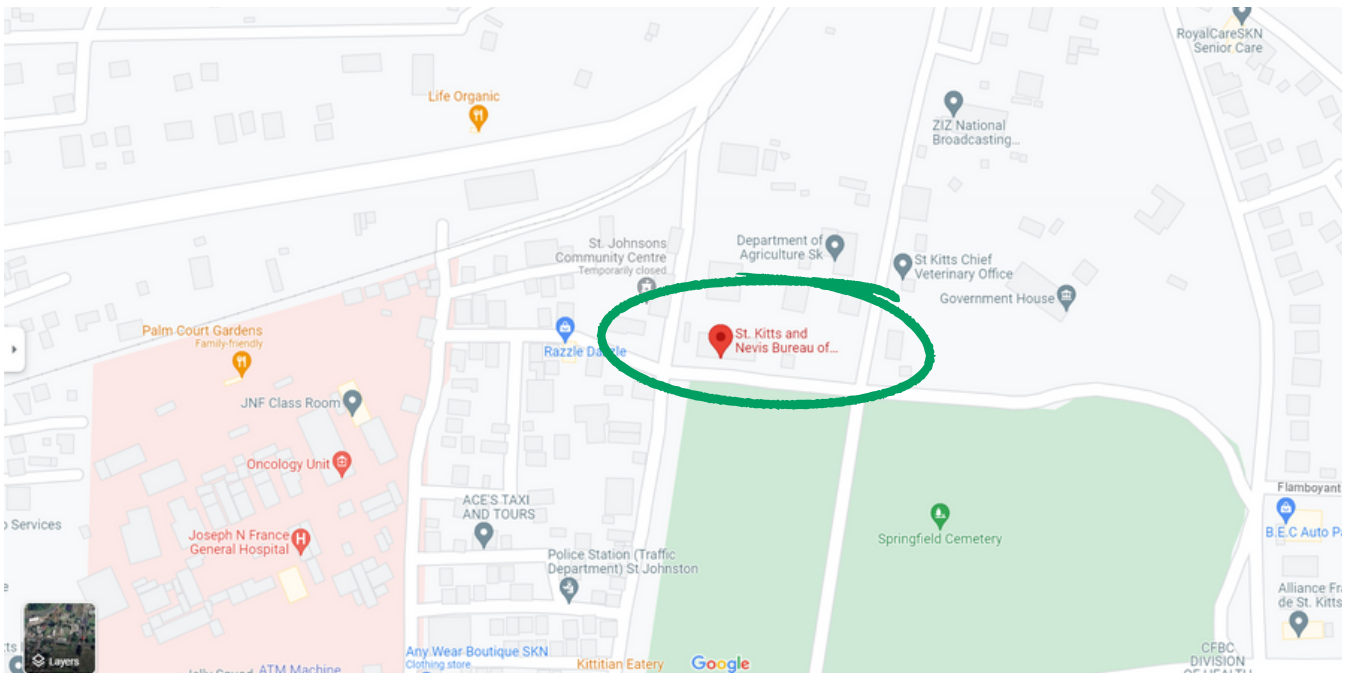 RoyalCareSKN
Senior Care
Life Organic
ZIZ National
Broadcasting...
St. Johnsons
Community Centre
Temporarily closed
Department of
Agriculture Sk
St Kitts Chief
Veterinary Office
Government House
Palm Court Gardens
Family-friendly
Razzle Dazzle
St. Kitts and
Nevis Bureau of...
JNF Class Room
Oncology Unit
ACE'S TAXI
AND TOURS
Services
Joseph N France
General Hospital
Police Station (Traffic
Department) St Johnston
Springfield Cemetery
Flamboyant
B.E.C Auto
Alliance
de St. Kitts
Layers
Any Wear Boutique SKN
Clothing store
ATM Machine
Kittitian Eatery
Google
CFBC
DIVISION
OF HEALTH